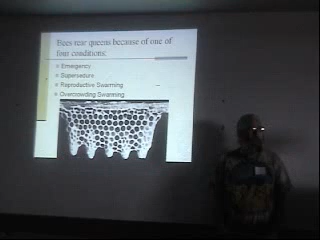 Bees rear queens because of one of
four conditions:
Emergency
Supersedure
Reproductive Swarming
Overcrowding Swarming